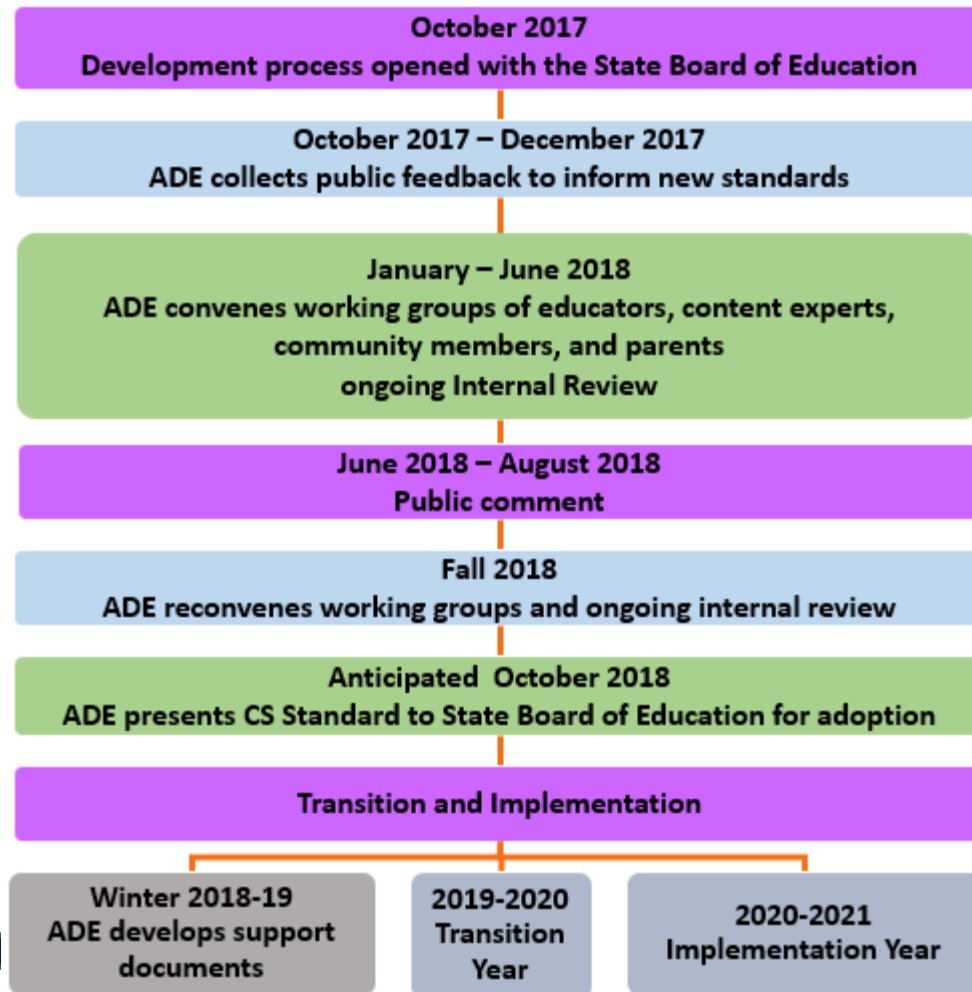 October 2017
Development process opened with the State Board of Education
October 2017 – December 2017
ADE collects public feedback to inform new standards
January – June 2018
ADE convenes working groups of educators, content experts,
community members, and parents
ongoing Internal Review
June 2018 – August 2018
Public comment
Fall 2018
ADE reconvenes working groups and ongoing internal review
Anticipated October 2018
ADE presents CS Standard to State Board of Education for adoption
Transition and Implementation
Winter 2018-19
ADE develops support
documents
2019-2020
Transition
Year
2020-2021
Implementation Year